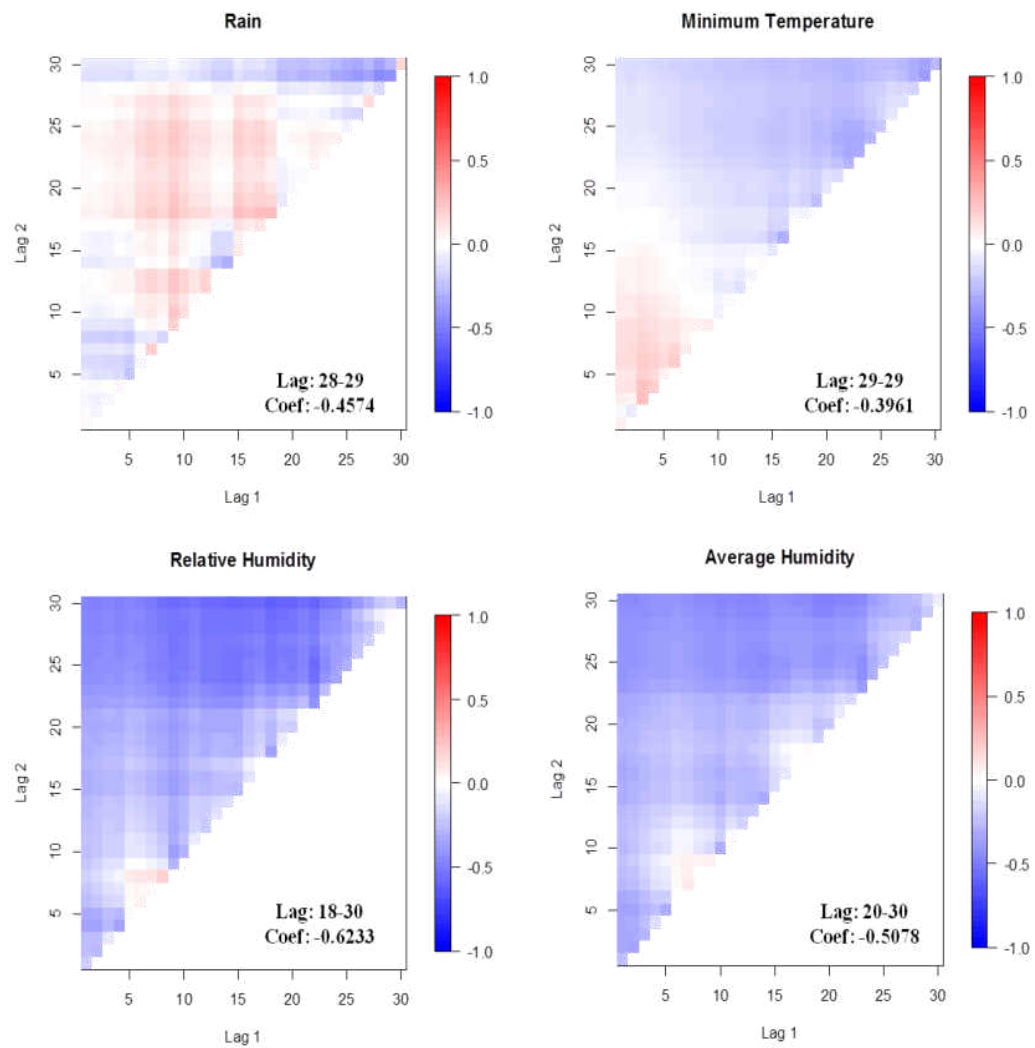 Rain
30
25
20
15
10
5
Lag 2
5 10 15 20 25 30
Lag 1
1.0
0.5
0.0
-0.5
-1.0
Lag: 28-29
Coef: -0.4574
Minimum Temperature
30
25
20
15
10
5
Lag 2
5 10 15 20 25 30
Lag 1
1.0
0.5
0.0
-0.5
-1.0
Lag: 29-29
Coef: -0.3961
Relative Humidity
30
25
20
15
10
5
Lag 2
5 10 15 20 25 30
Lag 1
1.0
0.5
0.0
-0.5
-1.0
Lag: 18-30
Coef: -0.6233
Average Humidity
30
25
20
15
10
5
Lag 2
5 10 15 20 25 30
Lag 1
1.0
0.5
0.0
-0.5
-1.0
Lag: 20-30
Coef: -0.5078